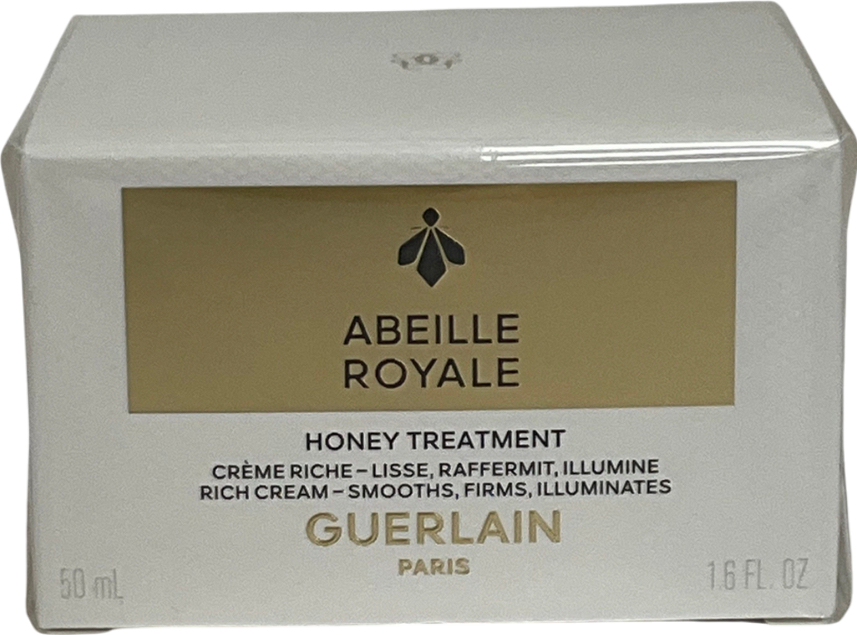 ABEILLE
ROYALE
HONEY TREATMENT
CRÈME RICHE – LISSE, RAFFERMIT, ILLUMINE
RICH CREAM – SMOOTHS, FIRMS, ILLUMINATES
GUERLAIN
PARIS
50 mL
1.6 FL. OZ